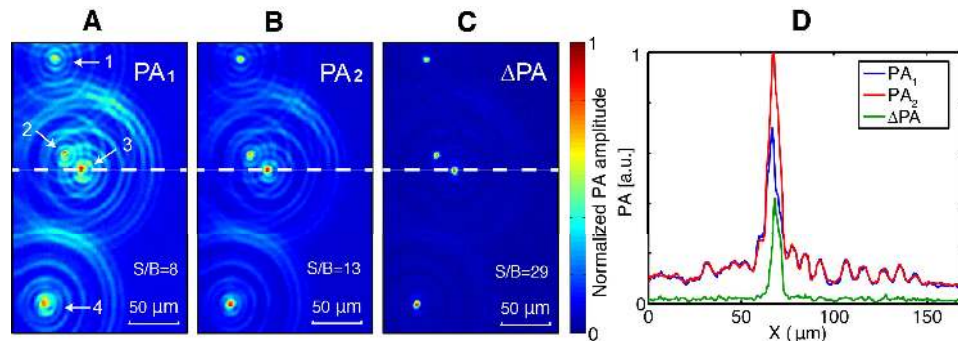 A B C D
PA₁ PA₂ ΔPA
1
2
3
4
S/B=8 S/B=13 S/B=29
50 µm 50 µm 50 µm
1
Normalized PA amplitude
0
1
PA₁
PA₂
ΔPA
PA [a.u.]
0
0 50 100 150
X (µm)